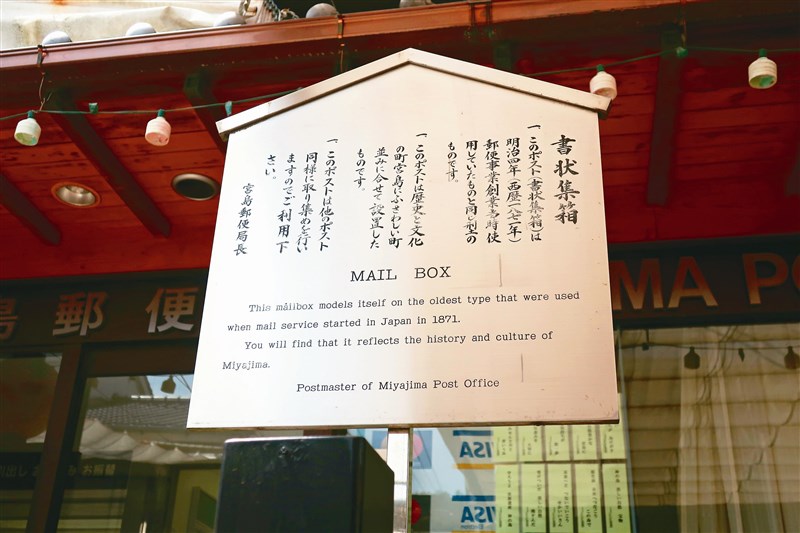 書状集箱
一、このポスト（書状集箱）は
明治四年（西歴一八七一年）
郵便事業創業当時使
用していたものと同じ型の
ものです。
一、このポストは歴史と文化
の町宮島にふさわしい町
並みに合せて設置した
ものです。
一、このポストは他のポスト
同様に取り集めを行い
ますのでご利用下
さい。
宮島郵便局長
MAIL BOX
This mailbox models itself on the oldest type that were used
when mail service started in Japan in 1871.
You will find that it reflects the history and culture of
Miyajima.
Postmaster of Miyajima Post Office
島郵便
MA PO
VISA
VISA